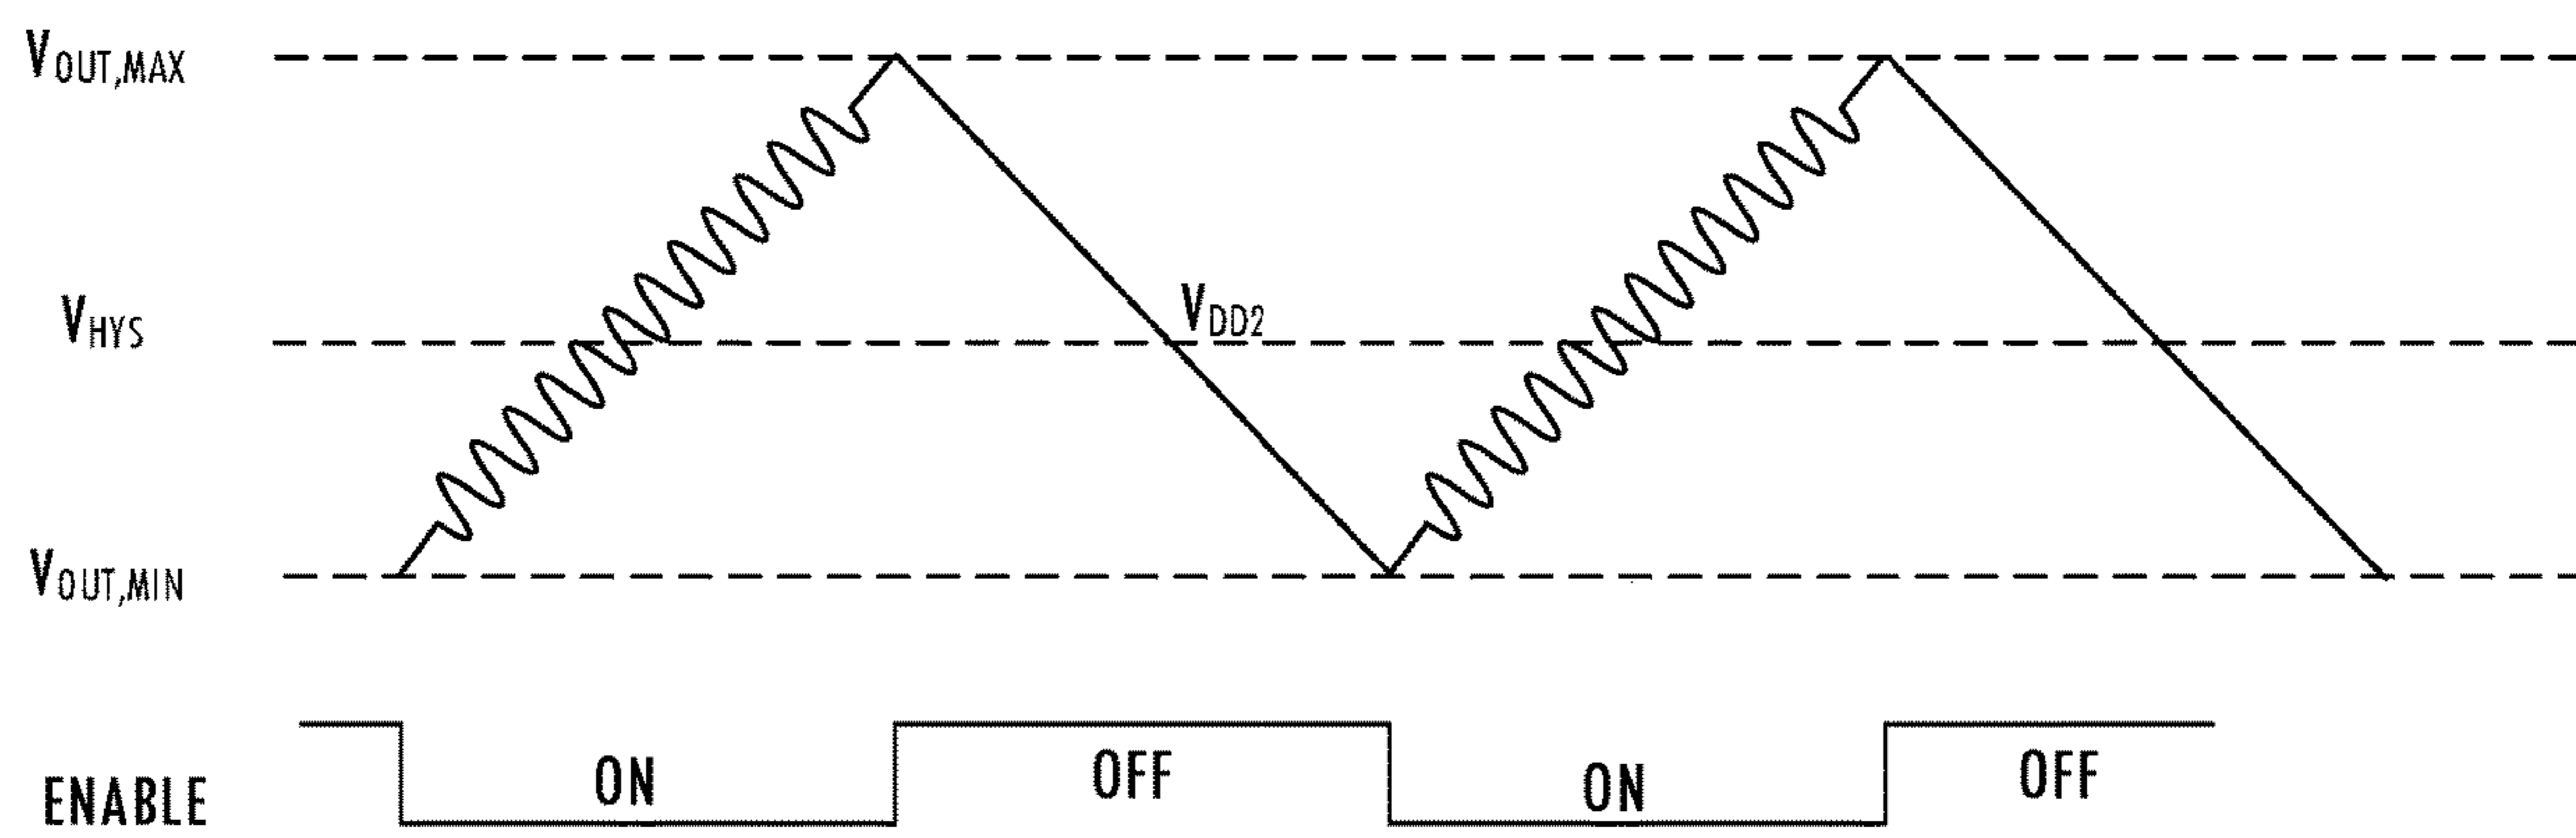 VOUT,MAX
VHYS
VDD2
VOUT,MIN
ENABLE
ON
OFF
ON
OFF